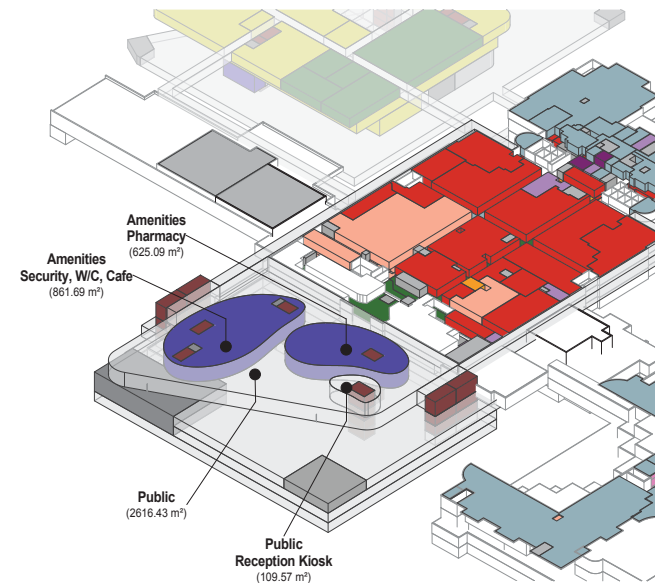 Amenities
Pharmacy
(625.09 m²)
Amenities
Security, W/C, Cafe
(861.69 m²)
Public
(2616.43 m²)
Public
Reception Kiosk
(109.57 m²)